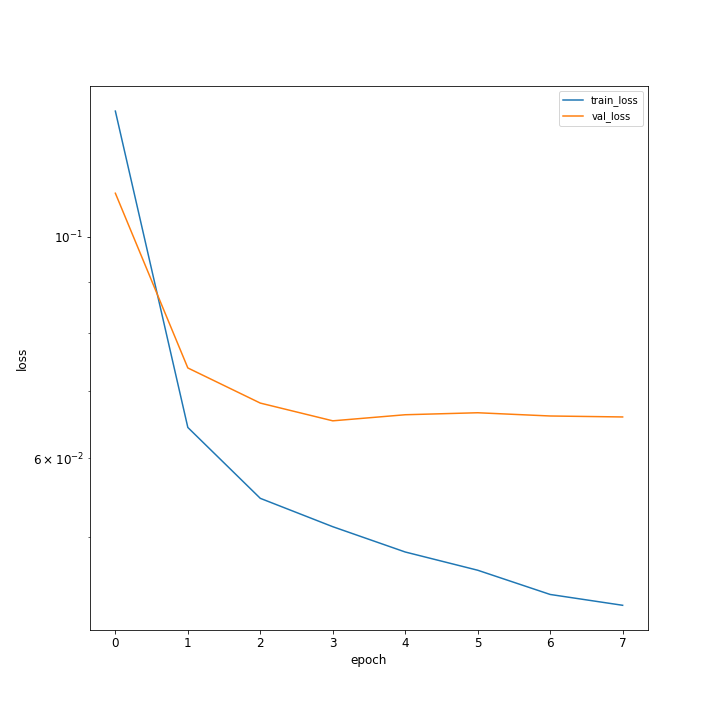 train_loss
val_loss
10⁻¹
loss
6 × 10⁻²
0 1 2 3 4 5 6 7
epoch